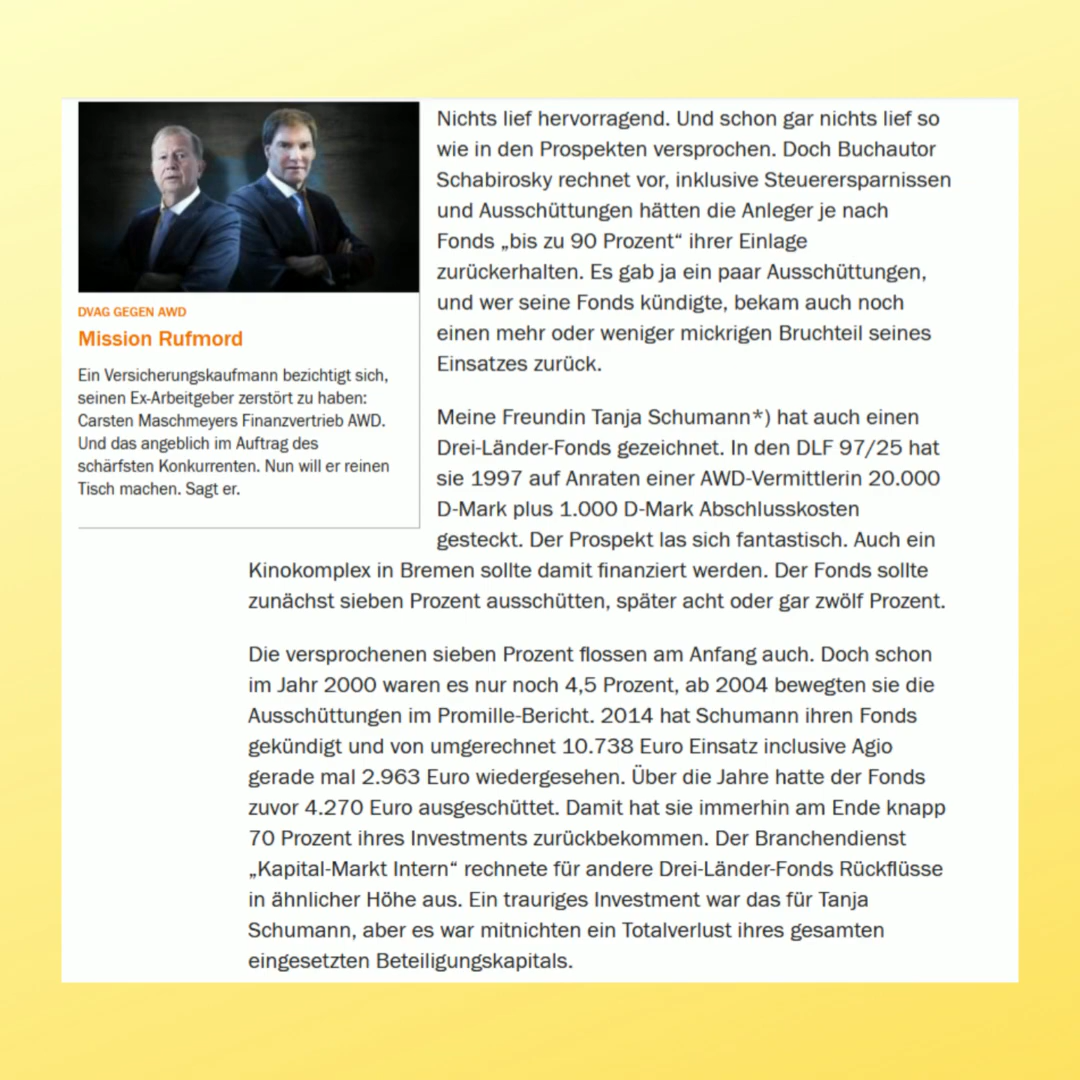 DVAG GEGEN AWD
Mission Rufmord
Ein Versicherungskaufmann bezichtigt sich,
seinen Ex-Arbeitgeber zerstört zu haben:
Carsten Maschmeyers Finanzvertrieb AWD.
Und das angeblich im Auftrag des
schärfsten Konkurrenten. Nun will er reinen
Tisch machen. Sagt er.
Nichts lief hervorragend. Und schon gar nichts lief so
wie in den Prospekten versprochen. Doch Buchautor
Schabirosky rechnet vor, inklusive Steuerersparnissen
und Ausschüttungen hätten die Anleger je nach
Fonds „bis zu 90 Prozent“ ihrer Einlage
zurückerhalten. Es gab ja ein paar Ausschüttungen,
und wer seine Fonds kündigte, bekam auch noch
einen mehr oder weniger mickrigen Bruchteil seines
Einsatzes zurück.
Meine Freundin Tanja Schumann*) hat auch einen
Drei-Länder-Fonds gezeichnet. In den DLF 97/25 hat
sie 1997 auf Anraten einer AWD-Vermittlerin 20.000
D-Mark plus 1.000 D-Mark Abschlusskosten
gesteckt. Der Prospekt las sich fantastisch. Auch ein
Kinokomplex in Bremen sollte damit finanziert werden. Der Fonds sollte
zunächst sieben Prozent ausschütten, später acht oder gar zwölf Prozent.
Die versprochenen sieben Prozent flossen am Anfang auch. Doch schon
im Jahr 2000 waren es nur noch 4,5 Prozent, ab 2004 bewegten sie die
Ausschüttungen im Promille-Bericht. 2014 hat Schumann ihren Fonds
gekündigt und von umgerechnet 10.738 Euro Einsatz inclusive Agio
gerade mal 2.963 Euro wiedergesehen. Über die Jahre hatte der Fonds
zuvor 4.270 Euro ausgeschüttet. Damit hat sie immerhin am Ende knapp
70 Prozent ihres Investments zurückbekommen. Der Branchendienst
„Kapital-Markt Intern“ rechnete für andere Drei-Länder-Fonds Rückflüsse
in ähnlicher Höhe aus. Ein trauriges Investment war das für Tanja
Schumann, aber es war mitnichten ein Totalverlust ihres gesamten
eingesetzten Beteiligungskapitals.